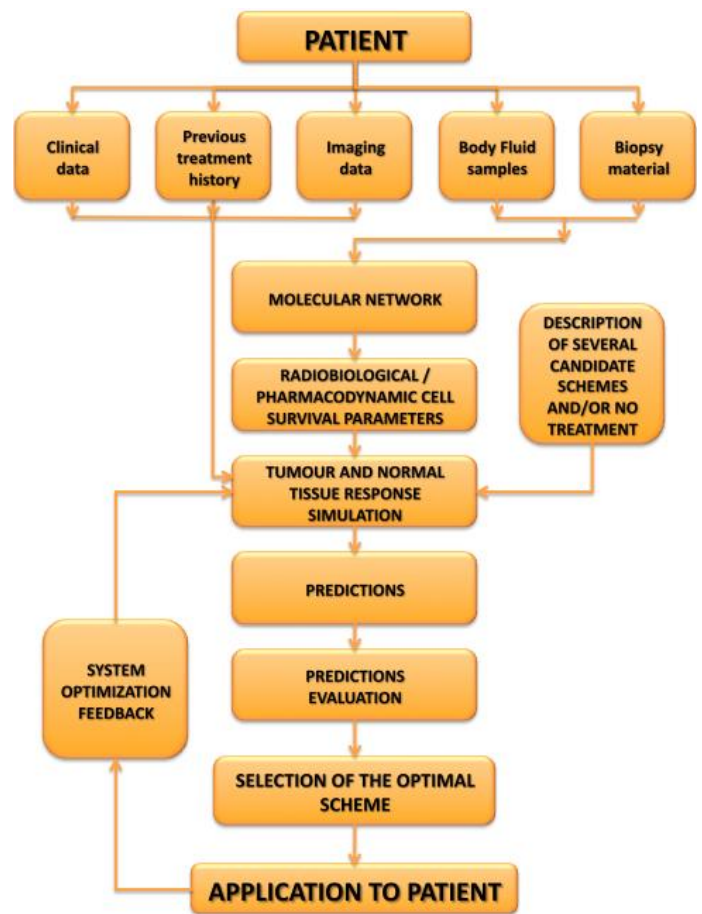 PATIENT
Clinical
data
Previous
treatment
history
Imaging
data
Body Fluid
samples
Biopsy
material
MOLECULAR NETWORK
DESCRIPTION
OF SEVERAL
CANDIDATE
SCHEMES
AND/OR NO
TREATMENT
RADIOBIOLOGICAL /
PHARMACODYNAMIC CELL
SURVIVAL PARAMETERS
TUMOUR AND NORMAL
TISSUE RESPONSE
SIMULATION
PREDICTIONS
SYSTEM
OPTIMIZATION
FEEDBACK
PREDICTIONS
EVALUATION
SELECTION OF THE OPTIMAL
SCHEME
APPLICATION TO PATIENT